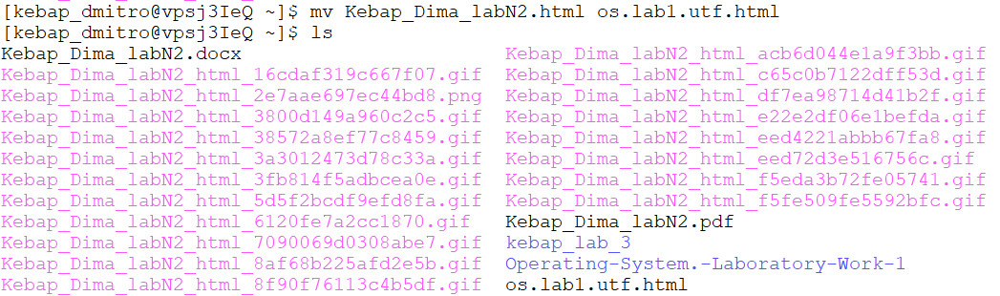 [kebap_dmitro@vpsj3IeQ ~]$ mv Kebap_Dima_labN2.html os.lab1.utf.html
[kebap_dmitro@vpsj3IeQ ~]$ ls
Kebap_Dima_labN2.docx Kebap_Dima_labN2_html_acb6d044e1a9f3bb.gif
Kebap_Dima_labN2_html_16cdaf319c667f07.gif Kebap_Dima_labN2_html_c65c0b7122dff53d.gif
Kebap_Dima_labN2_html_2e7aae697ec44bd8.png Kebap_Dima_labN2_html_df7ea98714d41b2f.gif
Kebap_Dima_labN2_html_3800d149a960c2c5.gif Kebap_Dima_labN2_html_e22e2df06e1befda.gif
Kebap_Dima_labN2_html_38572a8ef77c8459.gif Kebap_Dima_labN2_html_eed4221abbb67fa8.gif
Kebap_Dima_labN2_html_3a3012473d78c33a.gif Kebap_Dima_labN2_html_eed72d3e516756c.gif
Kebap_Dima_labN2_html_3fb814f5adbcea0e.gif Kebap_Dima_labN2_html_f5eda3b72fe05741.gif
Kebap_Dima_labN2_html_5d5f2bcdf9efd8fa.gif Kebap_Dima_labN2_html_f5fe509fe5592bfc.gif
Kebap_Dima_labN2_html_6120fe7a2cc1870.gif Kebap_Dima_labN2.pdf
Kebap_Dima_labN2_html_7090069d0308abe7.gif kebap_lab_3
Kebap_Dima_labN2_html_8af68b225afd2e5b.gif Operating-System.-Laboratory-Work-1
Kebap_Dima_labN2_html_8f90f76113c4b5df.gif os.lab1.utf.html